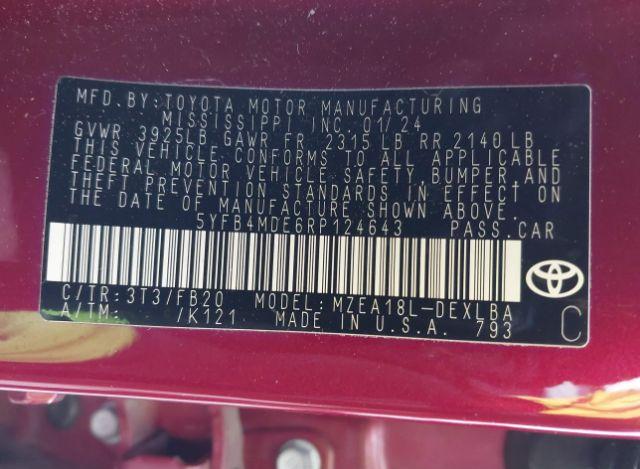 MFD. BY: TOYOTA MOTOR MANUFACTURING
MISSISSIPPI, INC. 01/24
GVWR 3925LB GAWR FR 2315 LB RR 2140 LB
THIS VEHICLE CONFORMS TO ALL APPLICABLE
FEDERAL MOTOR VEHICLE SAFETY, BUMPER AND
THEFT PREVENTION STANDARDS IN EFFECT ON
THE DATE OF MANUFACTURE SHOWN ABOVE.
5YFB4MDE6RP124643 PASS.CAR
C/TR: 3T3/FB20 MODEL: MZEA18L-DEXLBA
A/TM: /K121 MADE IN U.S.A. 793
C